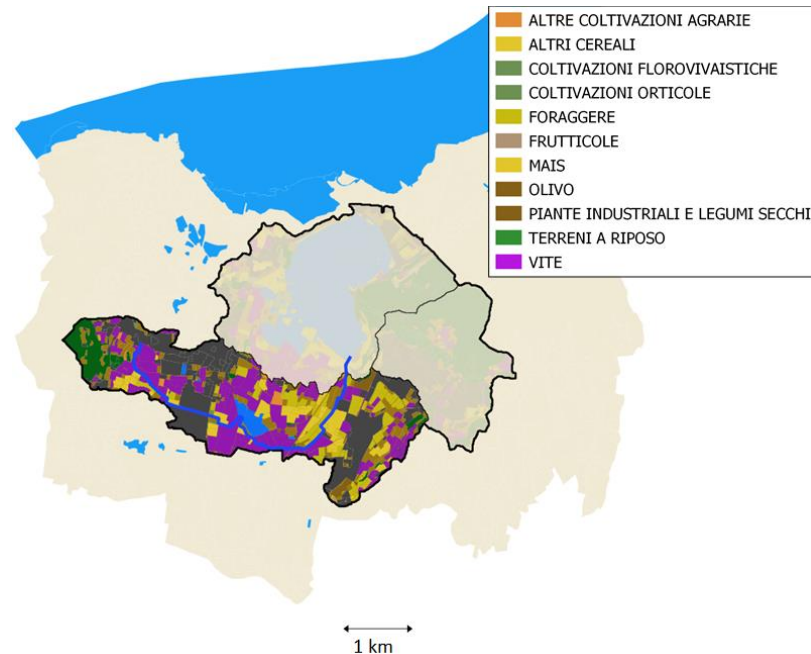 ALTRE COLTIVAZIONI AGRARIE
ALTRI CEREALI
COLTIVAZIONI FLOROVIVAISTICHE
COLTIVAZIONI ORTICOLE
FORAGGERE
FRUTTICOLE
MAIS
OLIVO
PIANTE INDUSTRIALI E LEGUMI SECCHI
TERRENI A RIPOSO
VITE
1 km